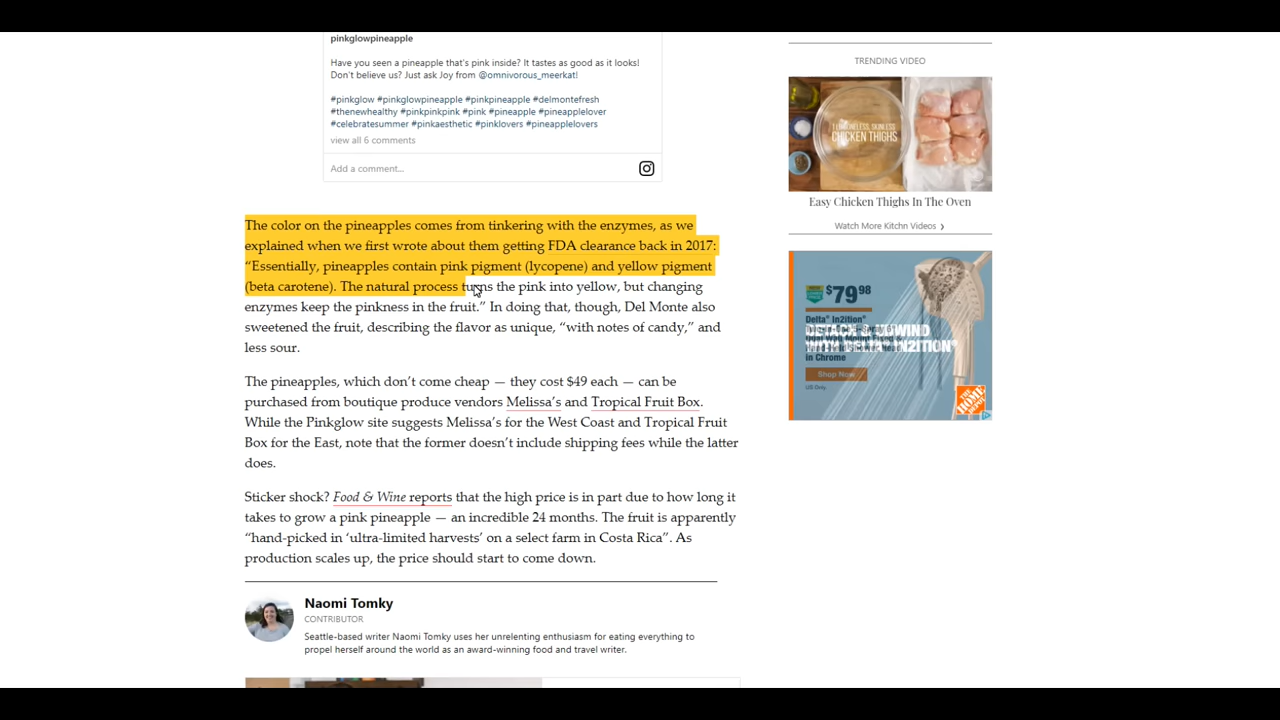 pinkglowpineapple
Have you seen a pineapple that's pink inside? It tastes as good as it looks!
Don't believe us? Just ask Joy from @omnivorous_meerkat!
#pinkglow #pinkglowpineapple #pinkpineapple #delmontefresh
#thenewhealthy #pinkpinkpink #pink #pineapple #pineapplelover
#celebratesummer #pinkaesthetic #pinklovers #pineapplelovers
view all 6 comments
Add a comment...
The color on the pineapples comes from tinkering with the enzymes, as we
explained when we first wrote about them getting FDA clearance back in 2017:
“Essentially, pineapples contain pink pigment (lycopene) and yellow pigment
(beta carotene). The natural process turns the pink into yellow, but changing
enzymes keep the pinkness in the fruit.” In doing that, though, Del Monte also
sweetened the fruit, describing the flavor as unique, “with notes of candy,” and
less sour.
The pineapples, which don’t come cheap — they cost $49 each — can be
purchased from boutique produce vendors Melissa’s and Tropical Fruit Box.
While the Pinkglow site suggests Melissa’s for the West Coast and Tropical Fruit
Box for the East, note that the former doesn’t include shipping fees while the latter
does.
Sticker shock? Food & Wine reports that the high price is in part due to how long it
takes to grow a pink pineapple — an incredible 24 months. The fruit is apparently
“hand-picked in ‘ultra-limited harvests’ on a select farm in Costa Rica”. As
production scales up, the price should start to come down.
Naomi Tomky
CONTRIBUTOR
Seattle-based writer Naomi Tomky uses her unrelenting enthusiasm for eating everything to
propel herself around the world as an award-winning food and travel writer.
TRENDING VIDEO
CHICKEN THIGHS
Easy Chicken Thighs In The Oven
Watch More Kitchn Videos ❯
$79 98
Delta® In2ition®
in Chrome
Shop Now
US Only.
THE HOME DEPOT